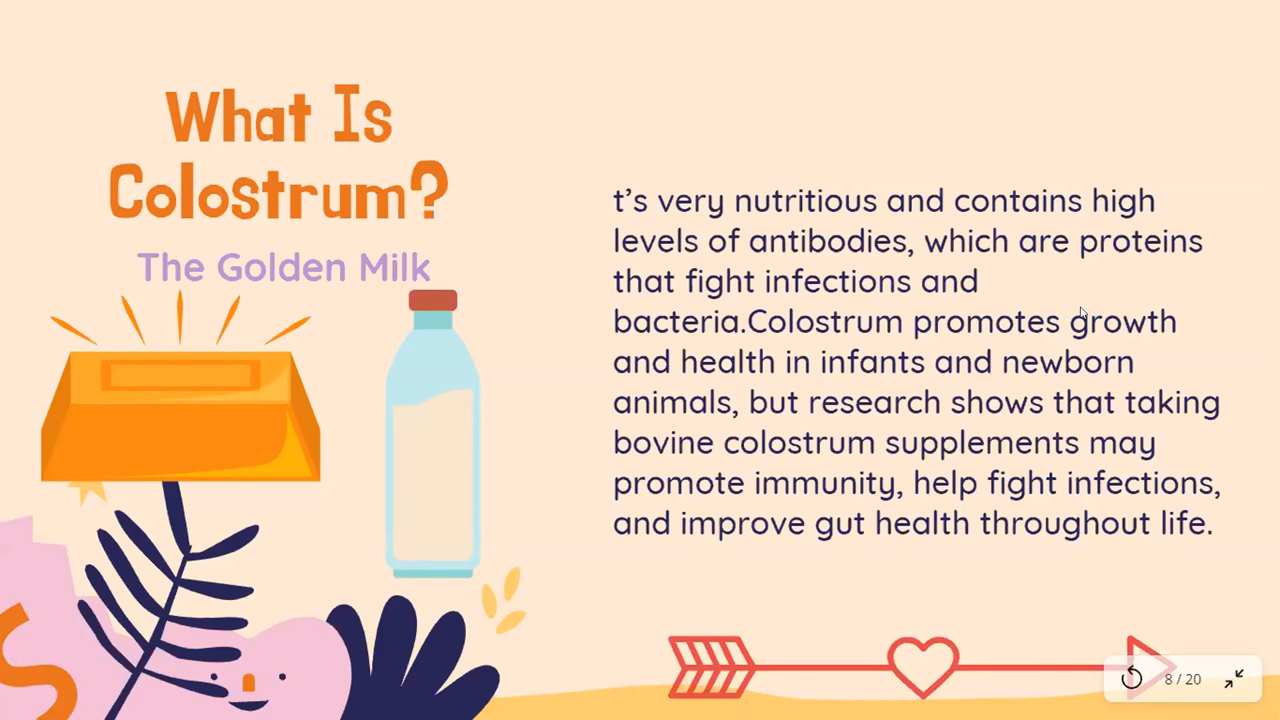 What Is
Colostrum?
The Golden Milk
t’s very nutritious and contains high
levels of antibodies, which are proteins
that fight infections and
bacteria.Colostrum promotes growth
and health in infants and newborn
animals, but research shows that taking
bovine colostrum supplements may
promote immunity, help fight infections,
and improve gut health throughout life.
S
8 / 20